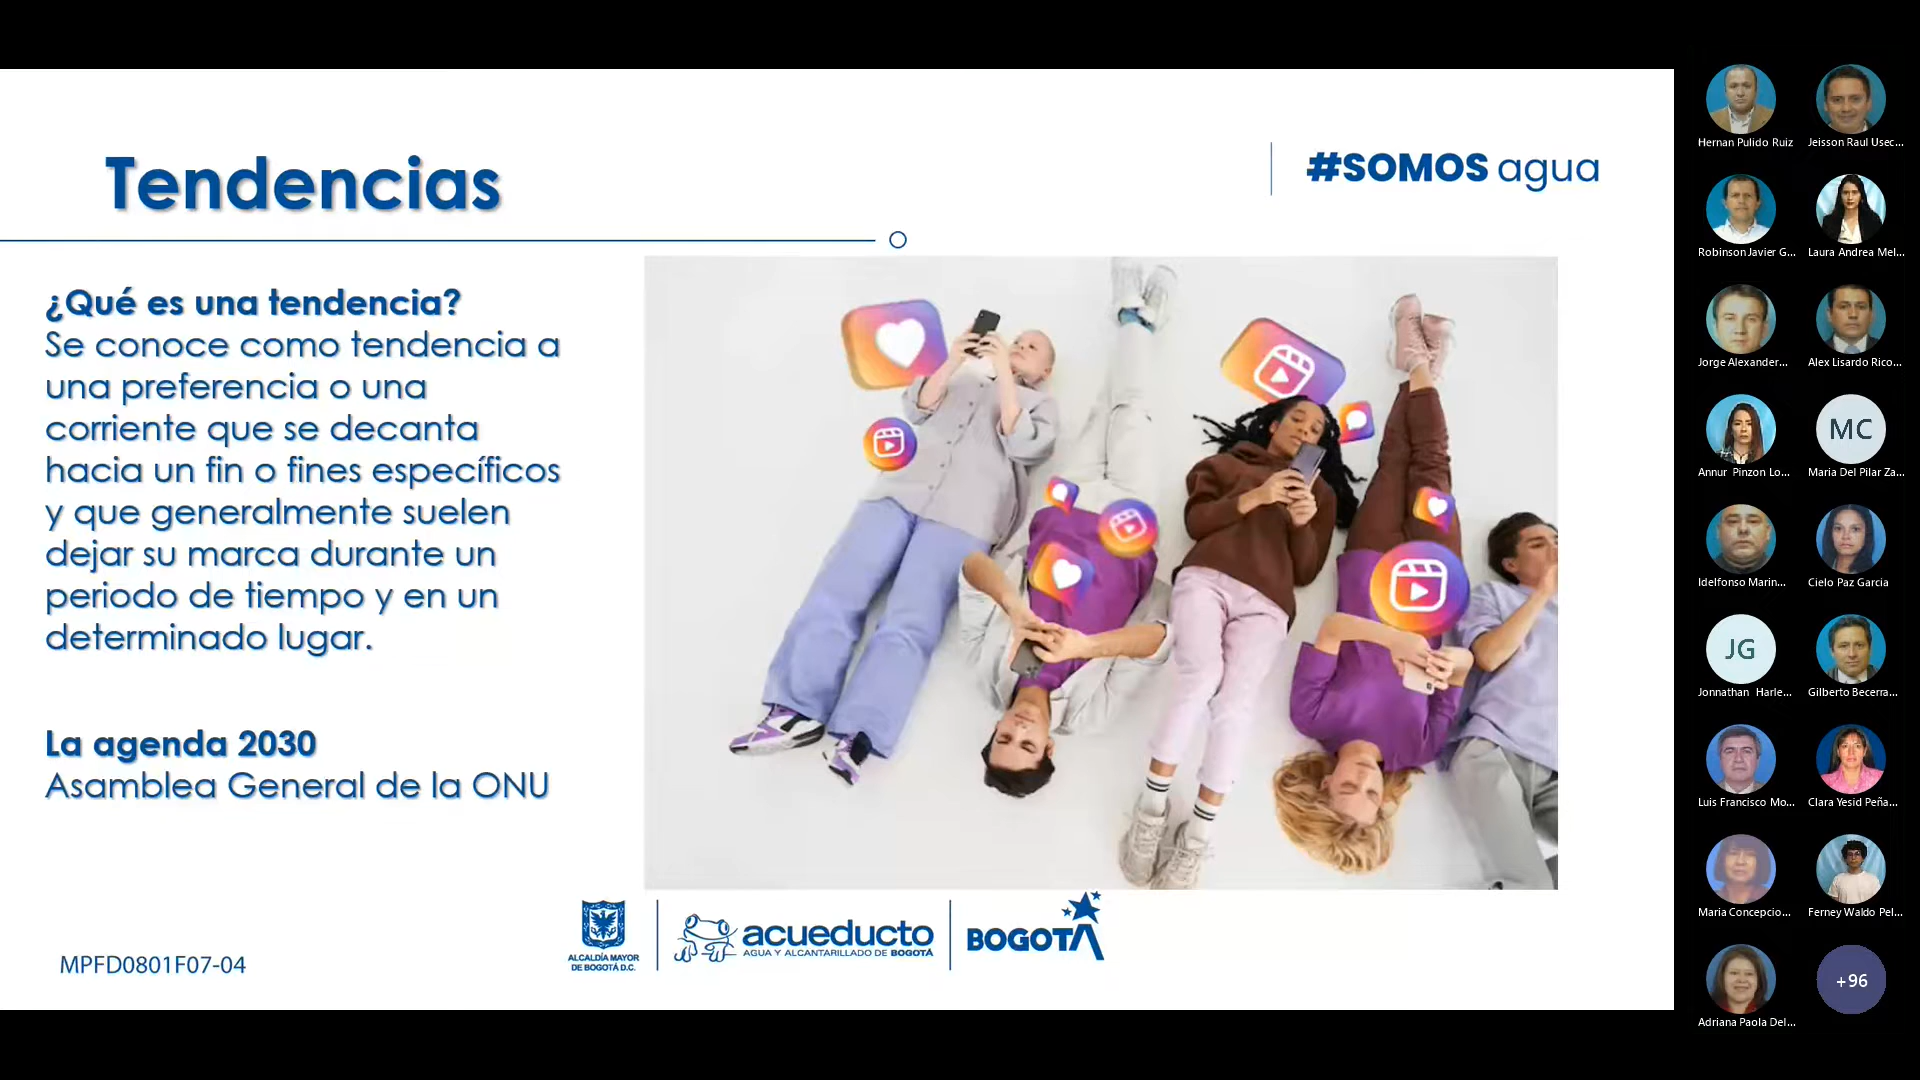 Tendencias
#SOMOS agua
¿Qué es una tendencia?
Se conoce como tendencia a
una preferencia o una
corriente que se decanta
hacia un fin o fines específicos
y que generalmente suelen
dejar su marca durante un
periodo de tiempo y en un
determinado lugar.
La agenda 2030
Asamblea General de la ONU
MPFD0801F07-04
ALCALDÍA MAYOR
DE BOGOTÁ D.C.
acueducto
AGUA Y ALCANTARILLADO DE BOGOTÁ
BOGOTÁ
Hernan Pulido Ruiz
Jeisson Raul Usec...
Robinson Javier G...
Laura Andrea Mel...
Jorge Alexander...
Alex Lisardo Rico...
Annur Pinzon Lo...
MC
Maria Del Pilar Za...
Idelfonso Marin...
Cielo Paz Garcia
JG
Jonnathan Harle...
Gilberto Becerra...
Luis Francisco Mo...
Clara Yesid Peña...
Maria Concepcio...
Ferney Waldo Pel...
Adriana Paola Del...
+96